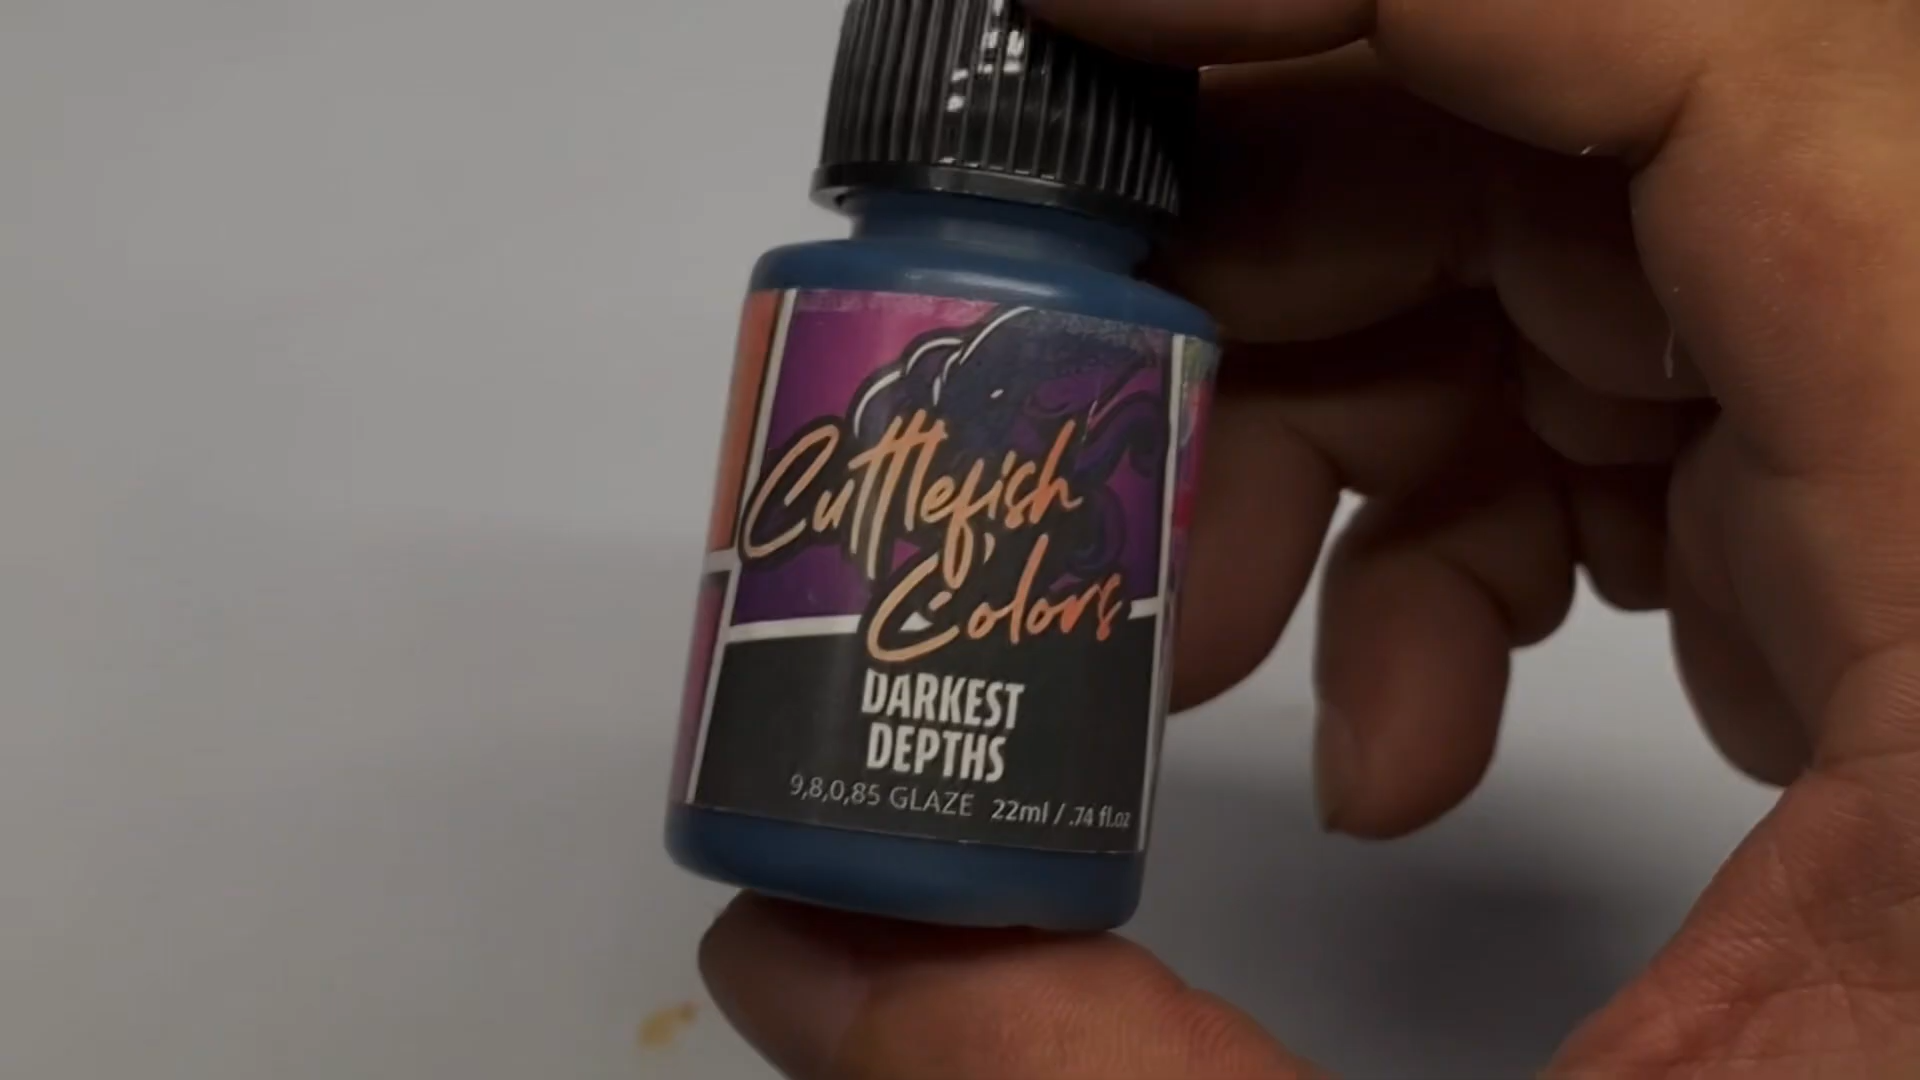 Cuttlefish
Colors
DARKEST
DEPTHS
9,8,0,85 GLAZE 22ml / .74 fl.oz